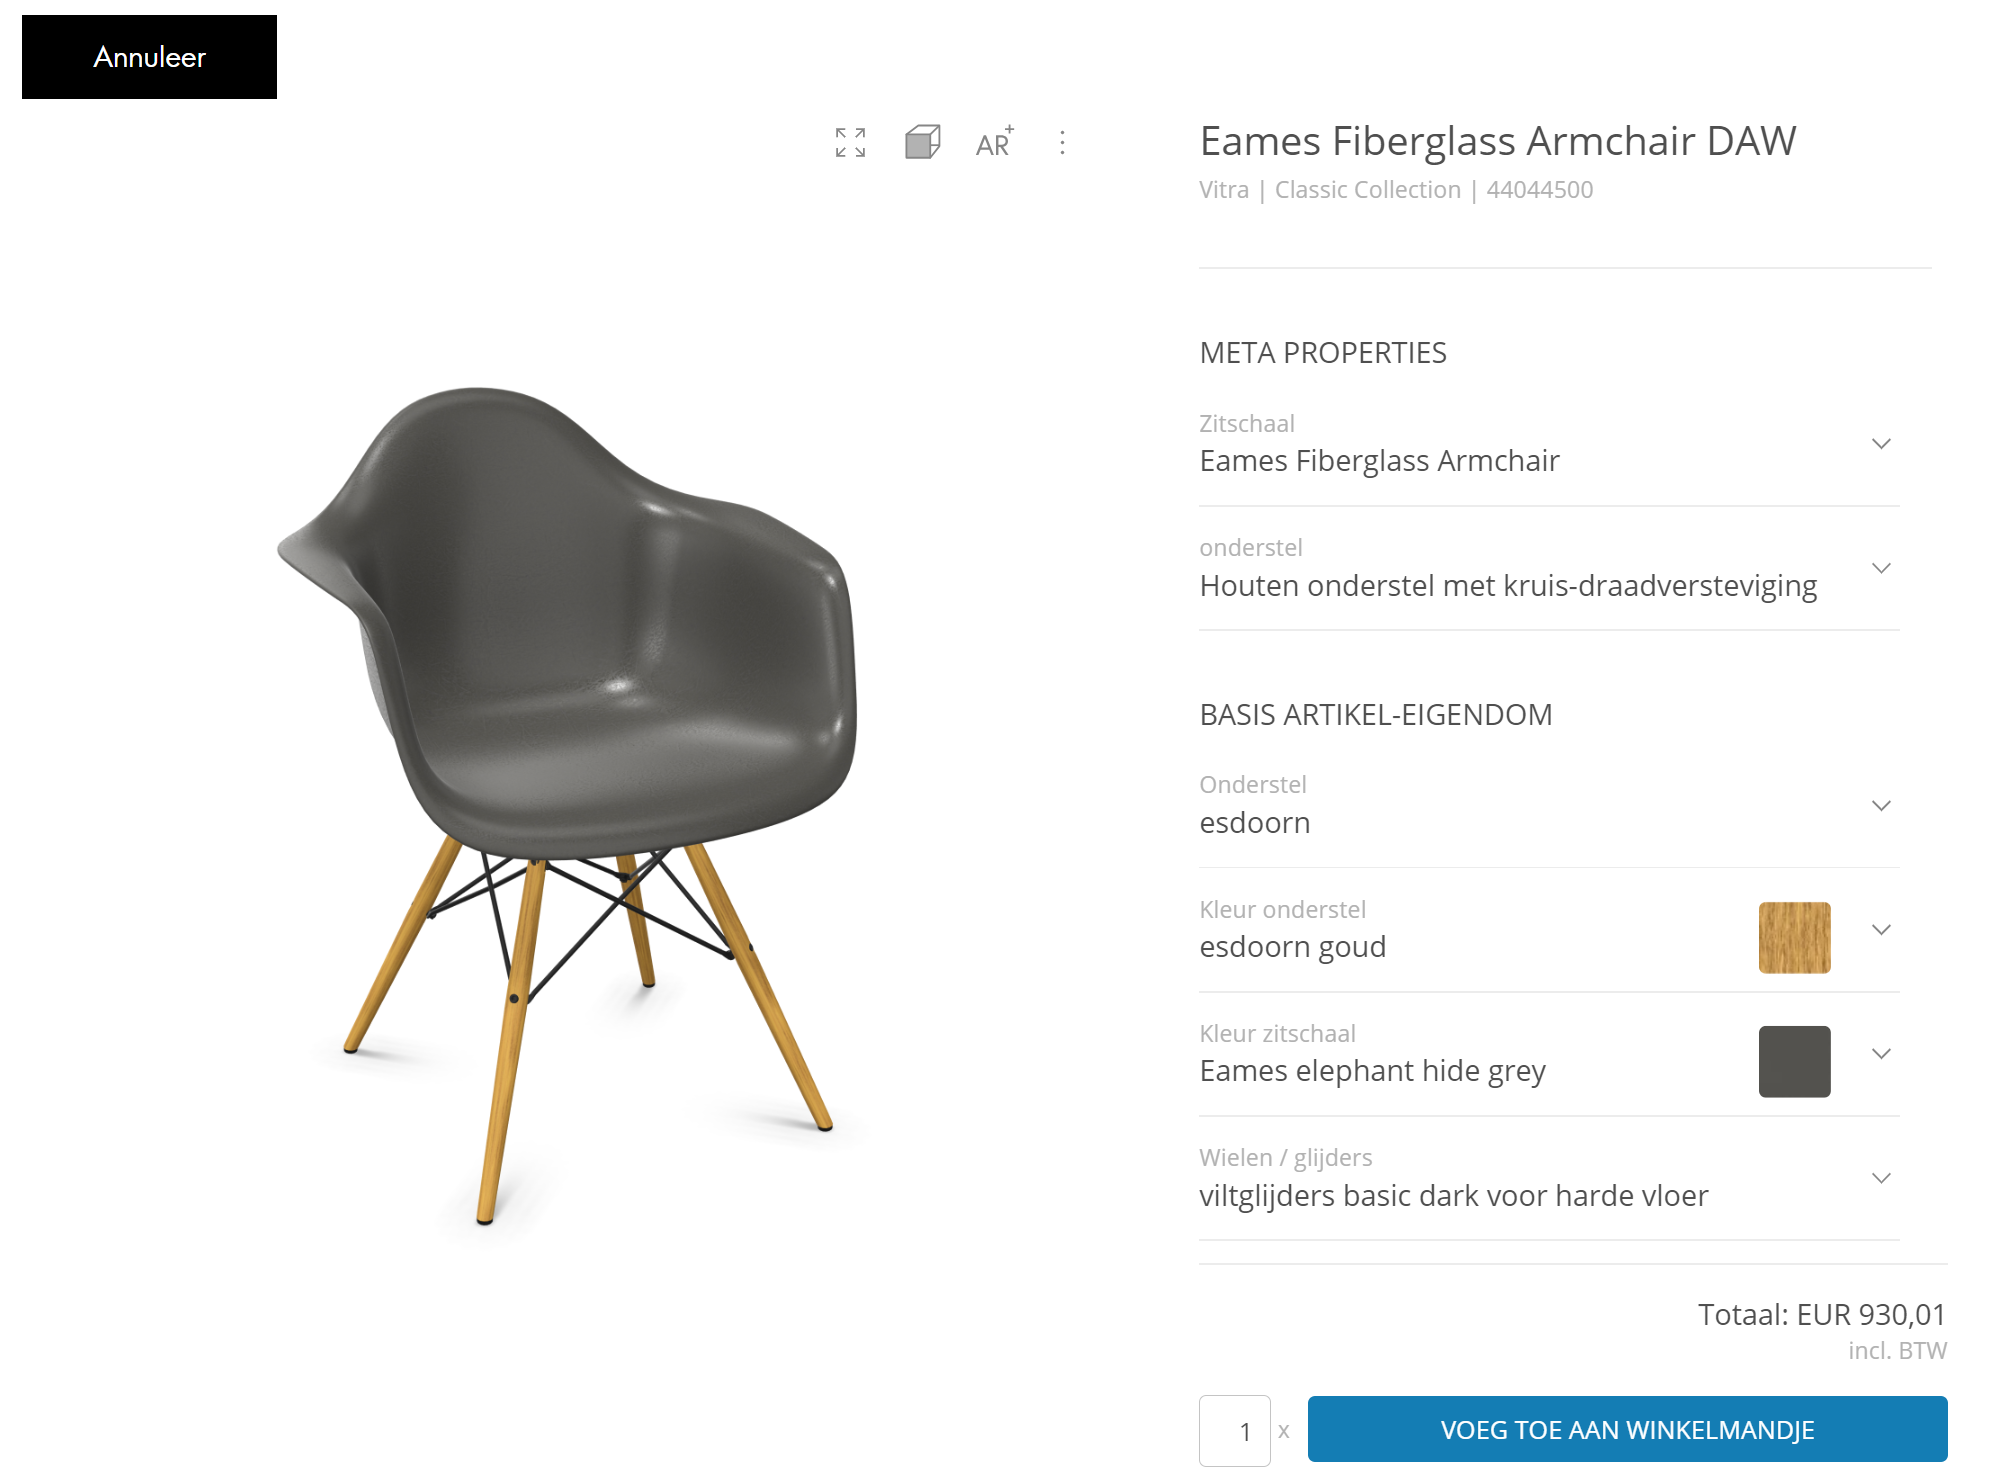 Annuleer
AR+
Eames Fiberglass Armchair DAW
Vitra | Classic Collection | 44044500
META PROPERTIES
Zitschaal
Eames Fiberglass Armchair
onderstel
Houten onderstel met kruis-draadversteviging
BASIS ARTIKEL-EIGENDOM
Onderstel
esdoorn
Kleur onderstel
esdoorn goud
Kleur zitschaal
Eames elephant hide grey
Wielen / glijders
viltglijders basic dark voor harde vloer
Totaal: EUR 930,01
incl. BTW
1 x VOEG TOE AAN WINKELMANDJE